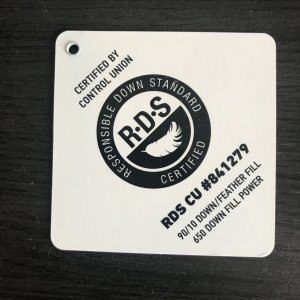 CERTIFIED BY
CONTROL UNION
RESPONSIBLE DOWN STANDARD
R·D·S
CERTIFIED
RDS CU #841279
90/10 DOWN/FEATHER FILL
650 DOWN FILL POWER